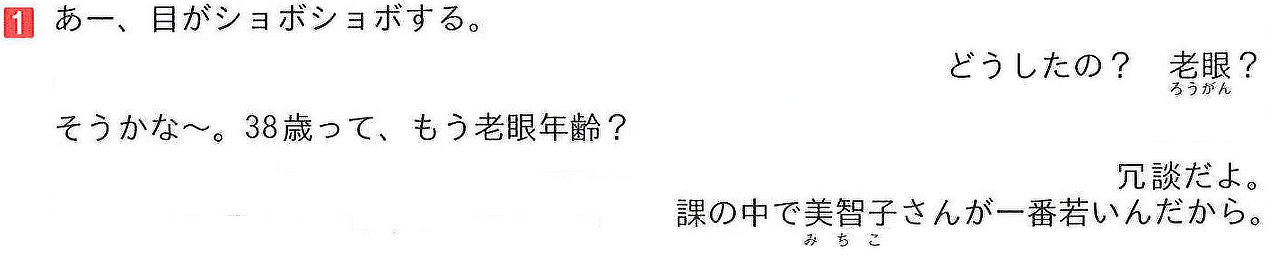 1 あー、目がショボショボする。
どうしたの？　老眼？
ろうがん
そうかな〜。38歳って、もう老眼年齢？
冗談だよ。
課の中で美智子さんが一番若いんだから。
みちこ